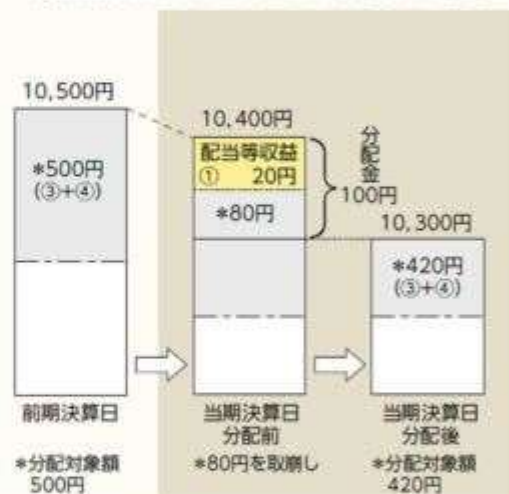 10,500円
*500円
(③+④)
前期決算日
*分配対象額
500円
10,400円
配当等収益
① 20円
*80円
分配金
100円
当期決算日
分配前
*80円を取崩し
10,300円
*420円
(③+④)
当期決算日
分配後
*分配対象額
420円